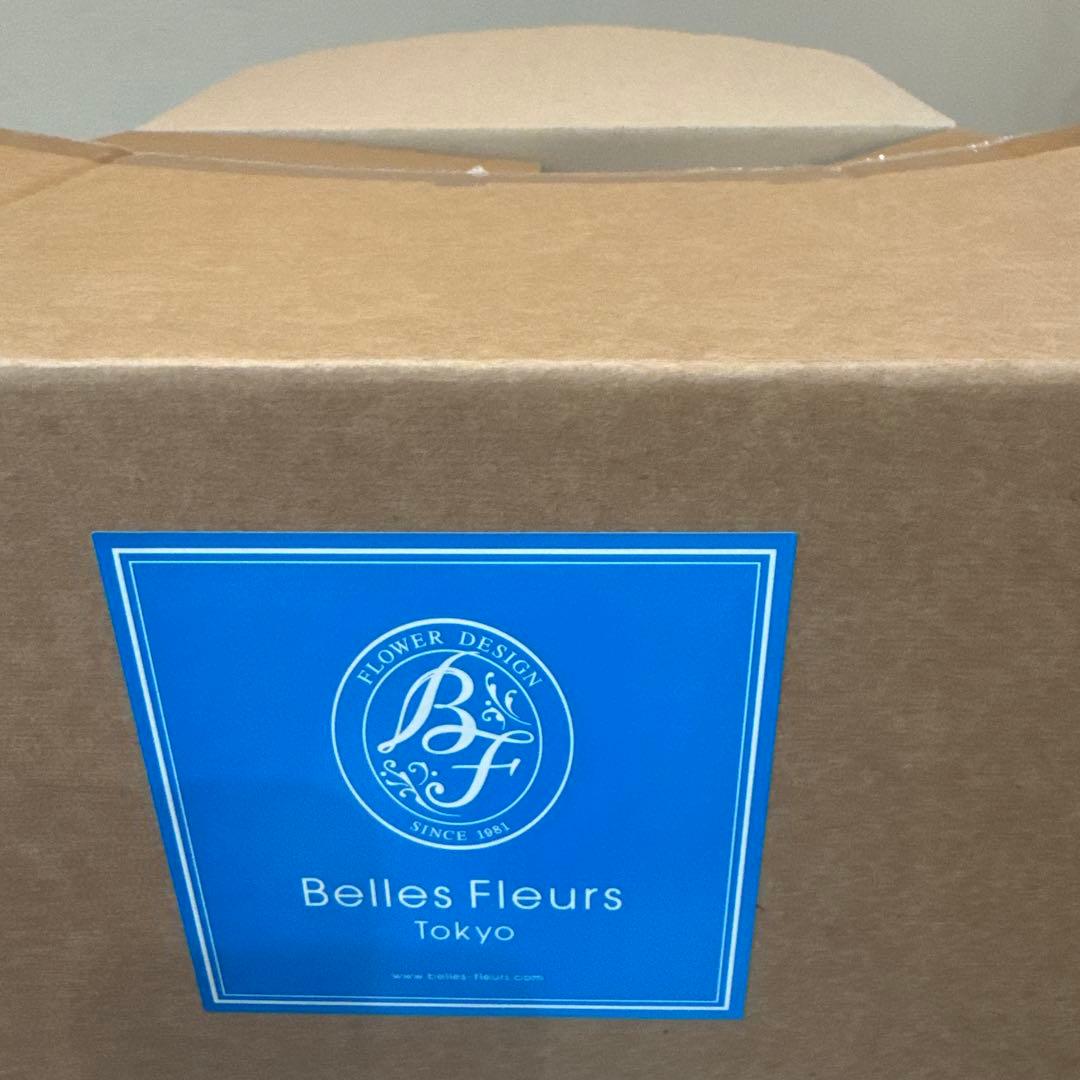 FLOWER DESIGN
BF
SINCE 1981
Belles Fleurs
Tokyo
www.belles-fleurs.com